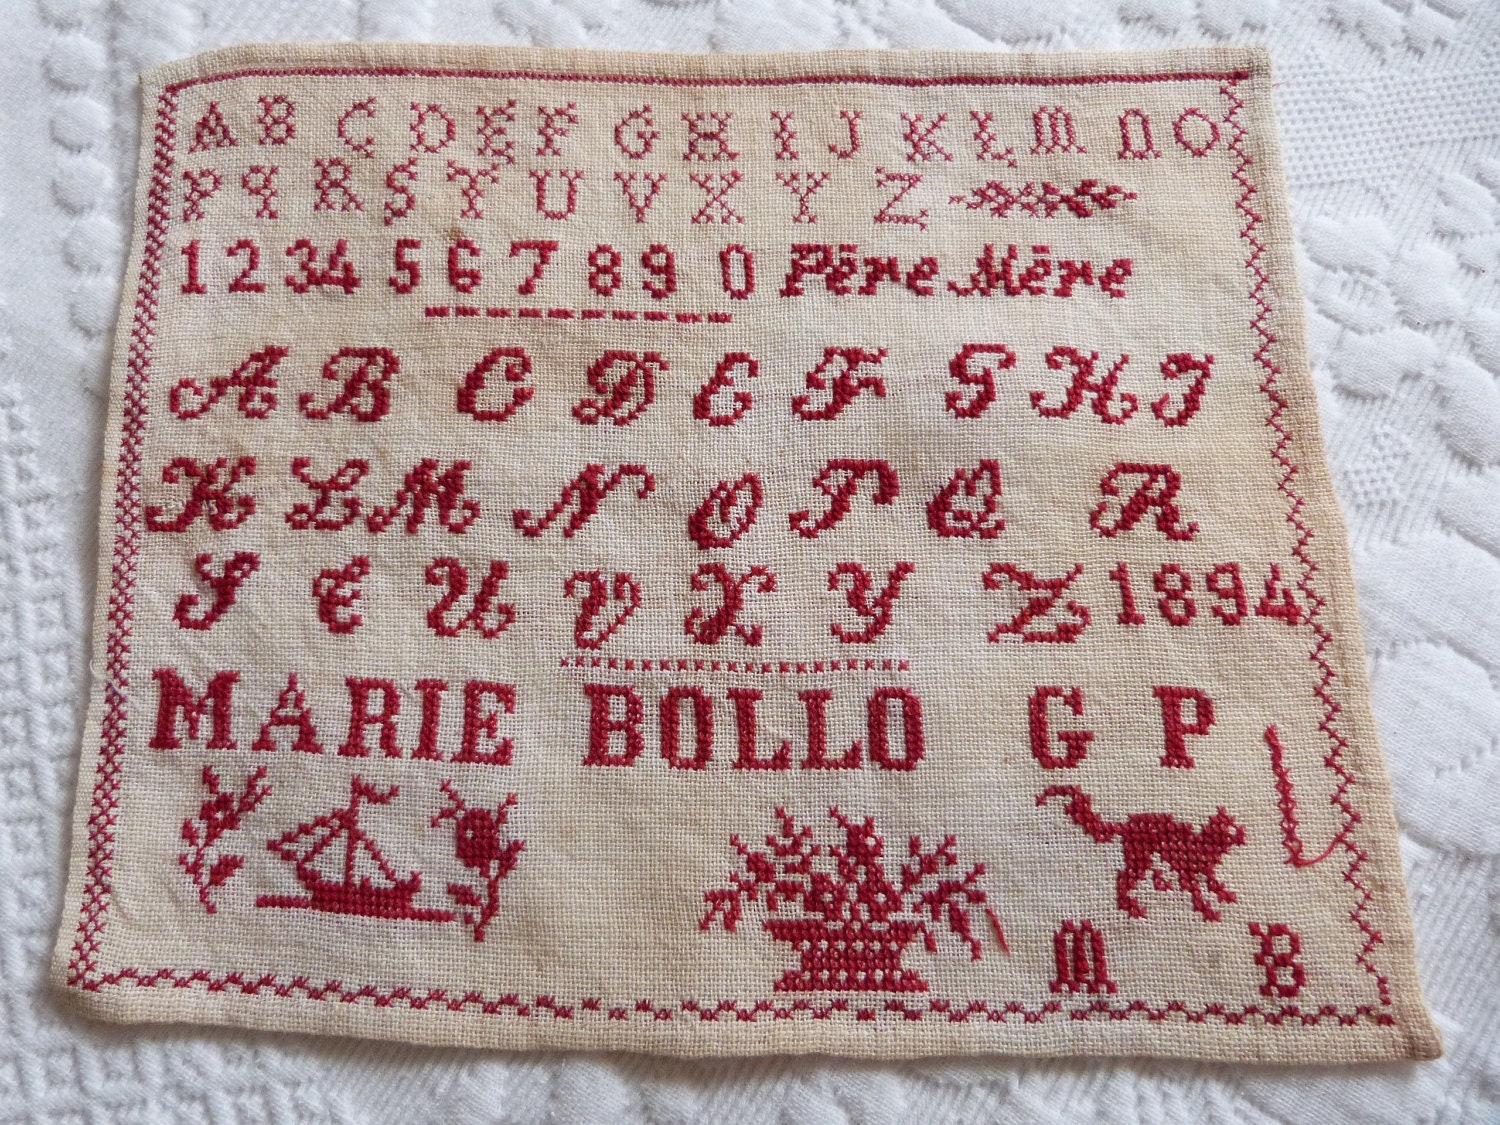 A B C D E F G H I J K L M N O
P q R S T U V X Y Z
1 2 3 4 5 6 7 8 9 0 Père Mère
A B C D E F G H I
K L M N O P Q R
S T U V X Y Z 1894
MARIE BOLLO G P
M B